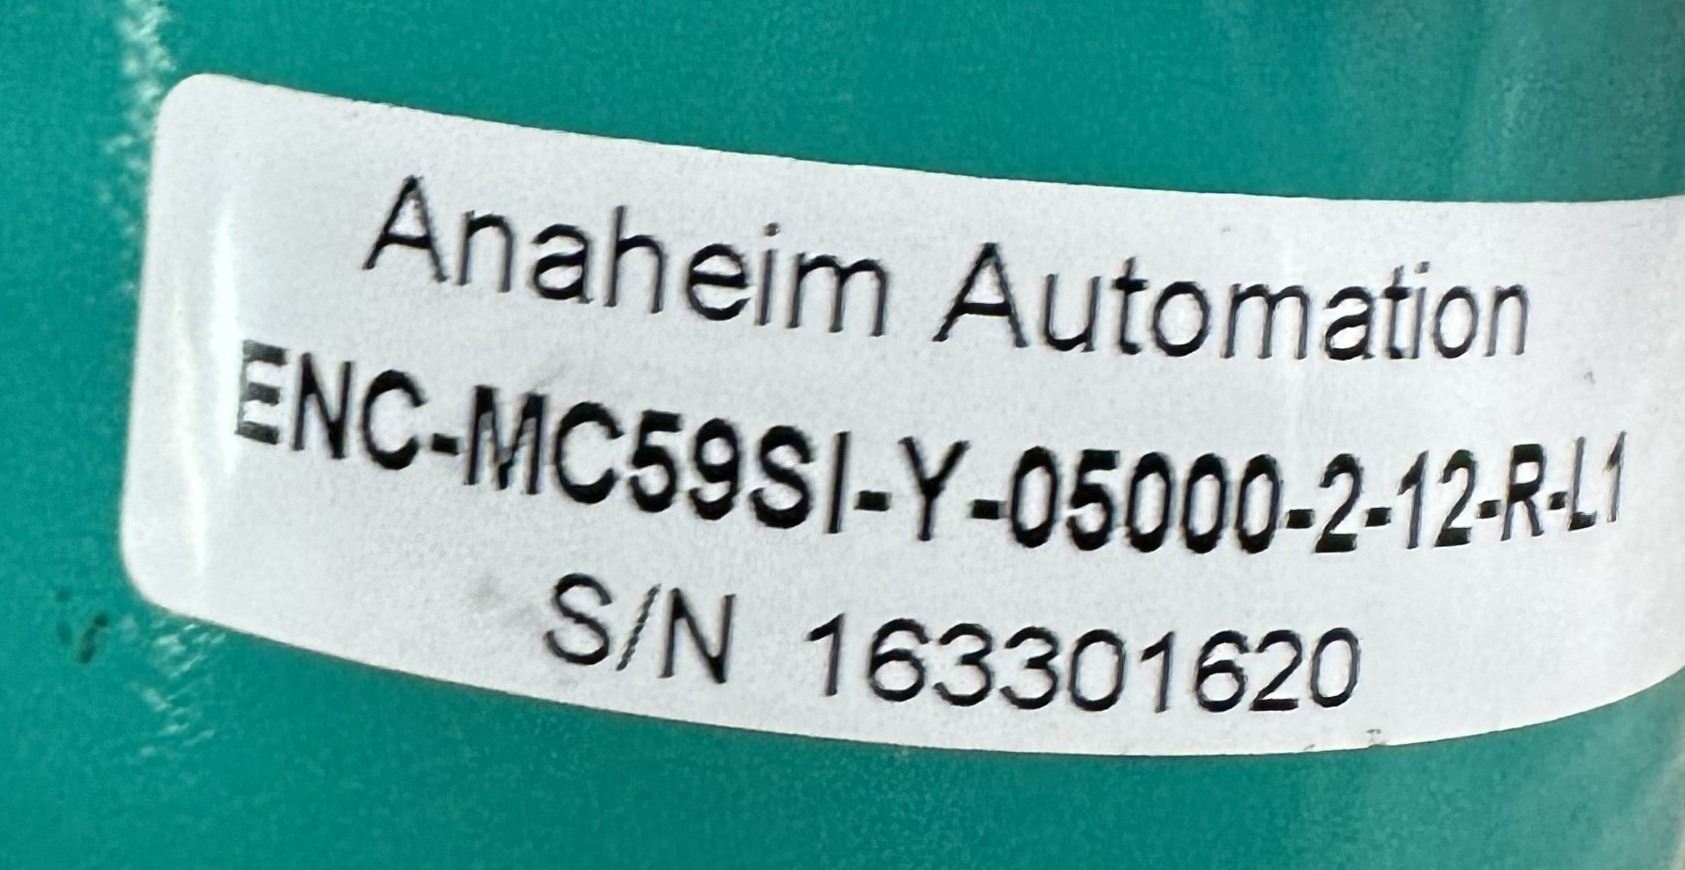 Anaheim Automation
ENC-MC59SI-Y-05000-2-12-R-L1
S/N 163301620